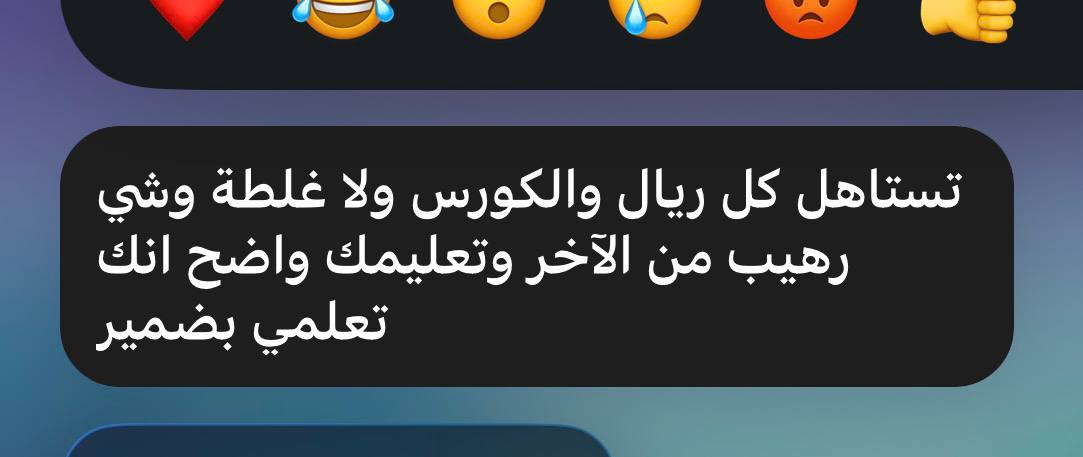 تستاهل كل ريال والكورس ولا غلطة وشي
رهيب من الآخر وتعليمك واضح انك
تعلمي بضمير